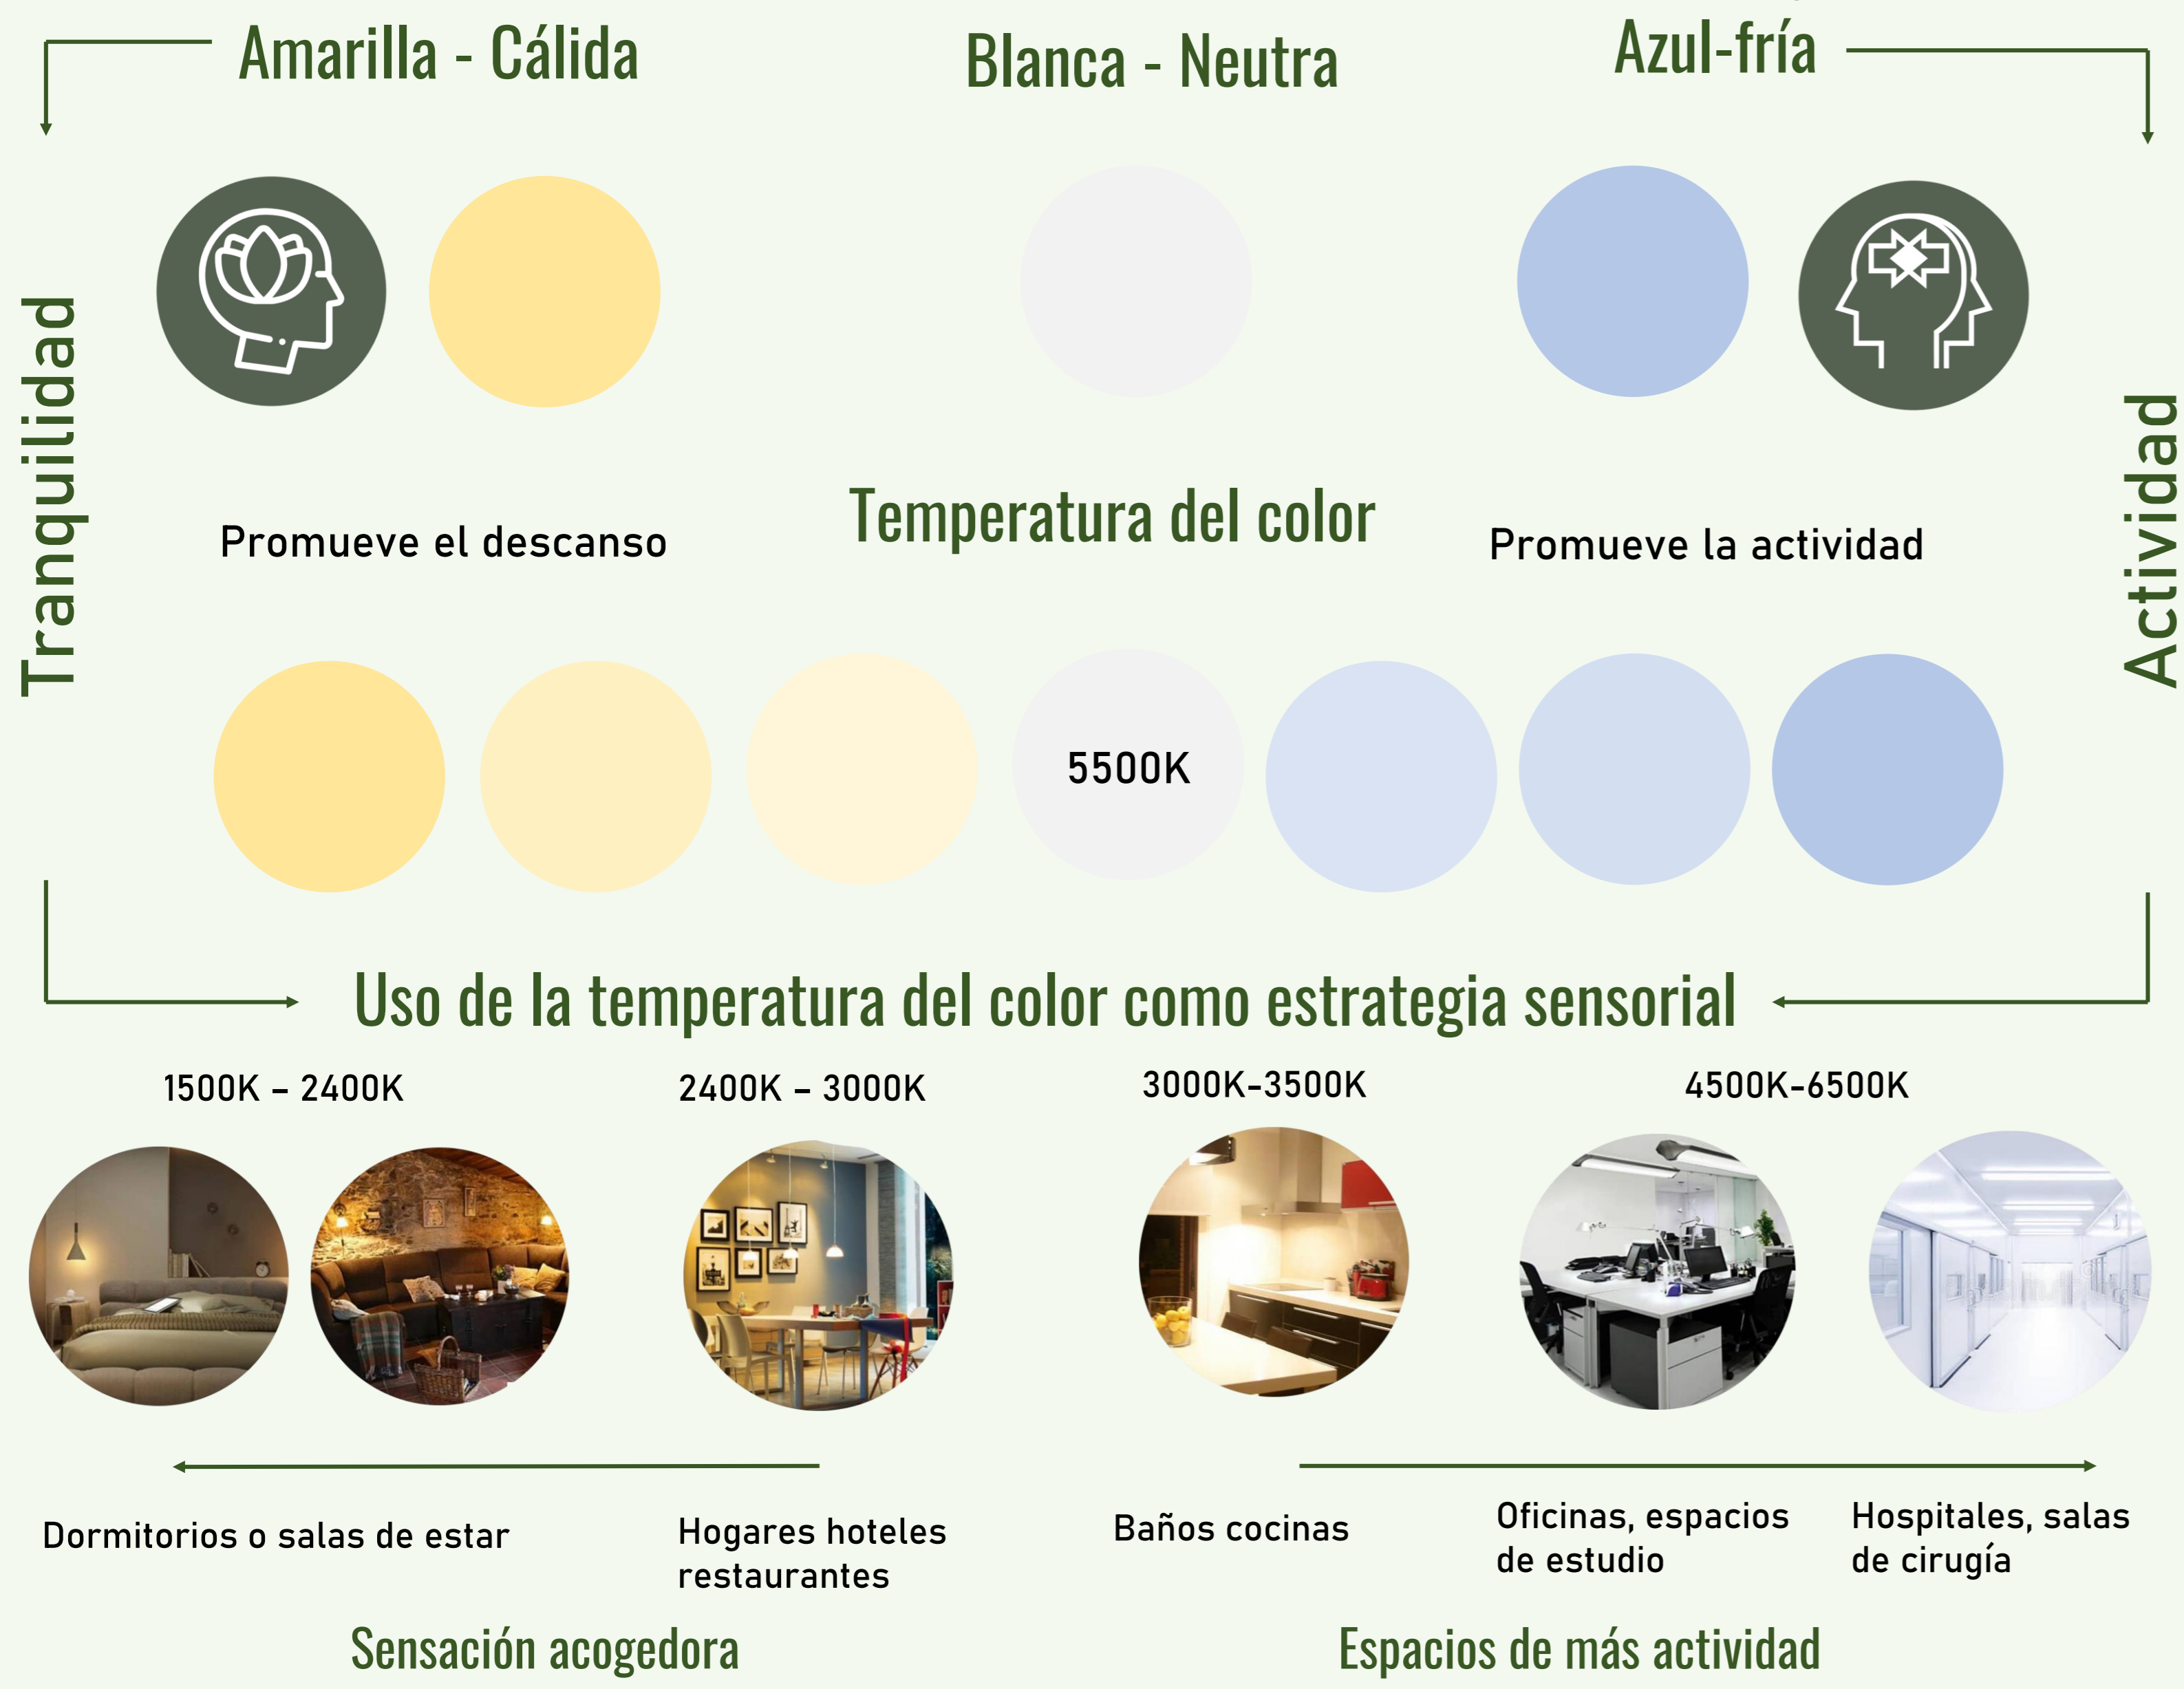 Amarilla - Cálida
Blanca - Neutra
Azul-fría
Tranquilidad
Actividad
Promueve el descanso
Temperatura del color
Promueve la actividad
5500K
Uso de la temperatura del color como estrategia sensorial
1500K – 2400K
2400K – 3000K
3000K-3500K
4500K-6500K
Dormitorios o salas de estar
Hogares hoteles
restaurantes
Baños cocinas
Oficinas, espacios
de estudio
Hospitales, salas
de cirugía
Sensación acogedora
Espacios de más actividad